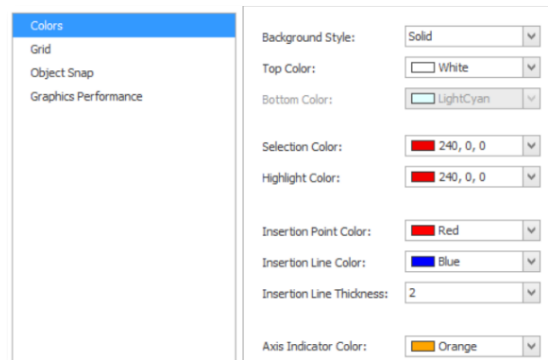 Colors
Grid
Object Snap
Graphics Performance
Background Style: Solid
Top Color: White
Bottom Color: LightCyan
Selection Color: 240, 0, 0
Highlight Color: 240, 0, 0
Insertion Point Color: Red
Insertion Line Color: Blue
Insertion Line Thickness: 2
Axis Indicator Color: Orange